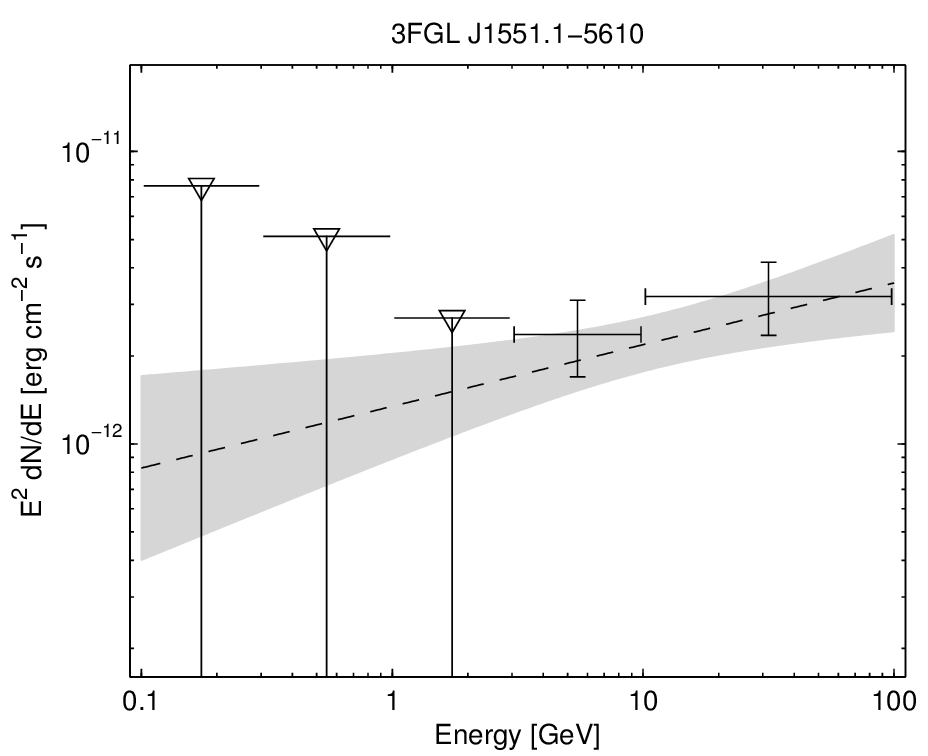 3FGL J1551.1−5610
10⁻¹¹
10⁻¹²
E² dN/dE [erg cm⁻² s⁻¹]
0.1 1 10 100
Energy [GeV]